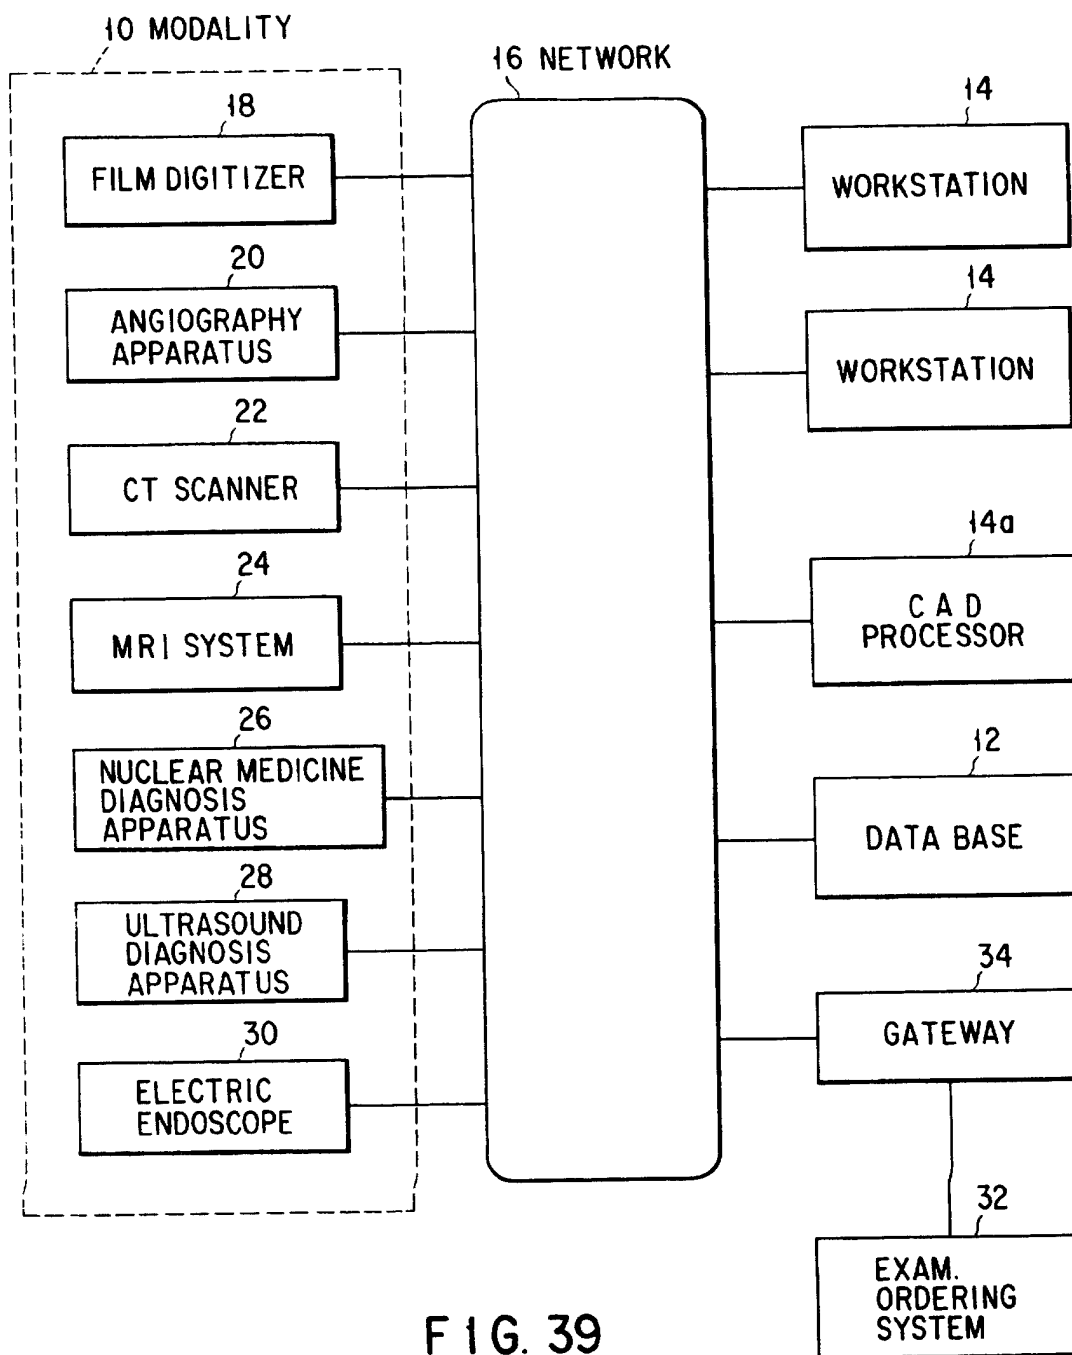 10 MODALITY
18
FILM DIGITIZER
20
ANGIOGRAPHY
APPARATUS
22
CT SCANNER
24
MRI SYSTEM
26
NUCLEAR MEDICINE
DIAGNOSIS
APPARATUS
28
ULTRASOUND
DIAGNOSIS
APPARATUS
30
ELECTRIC
ENDOSCOPE
16 NETWORK
14
WORKSTATION
14
WORKSTATION
14a
CAD
PROCESSOR
12
DATA BASE
34
GATEWAY
32
EXAM.
ORDERING
SYSTEM
FIG. 39